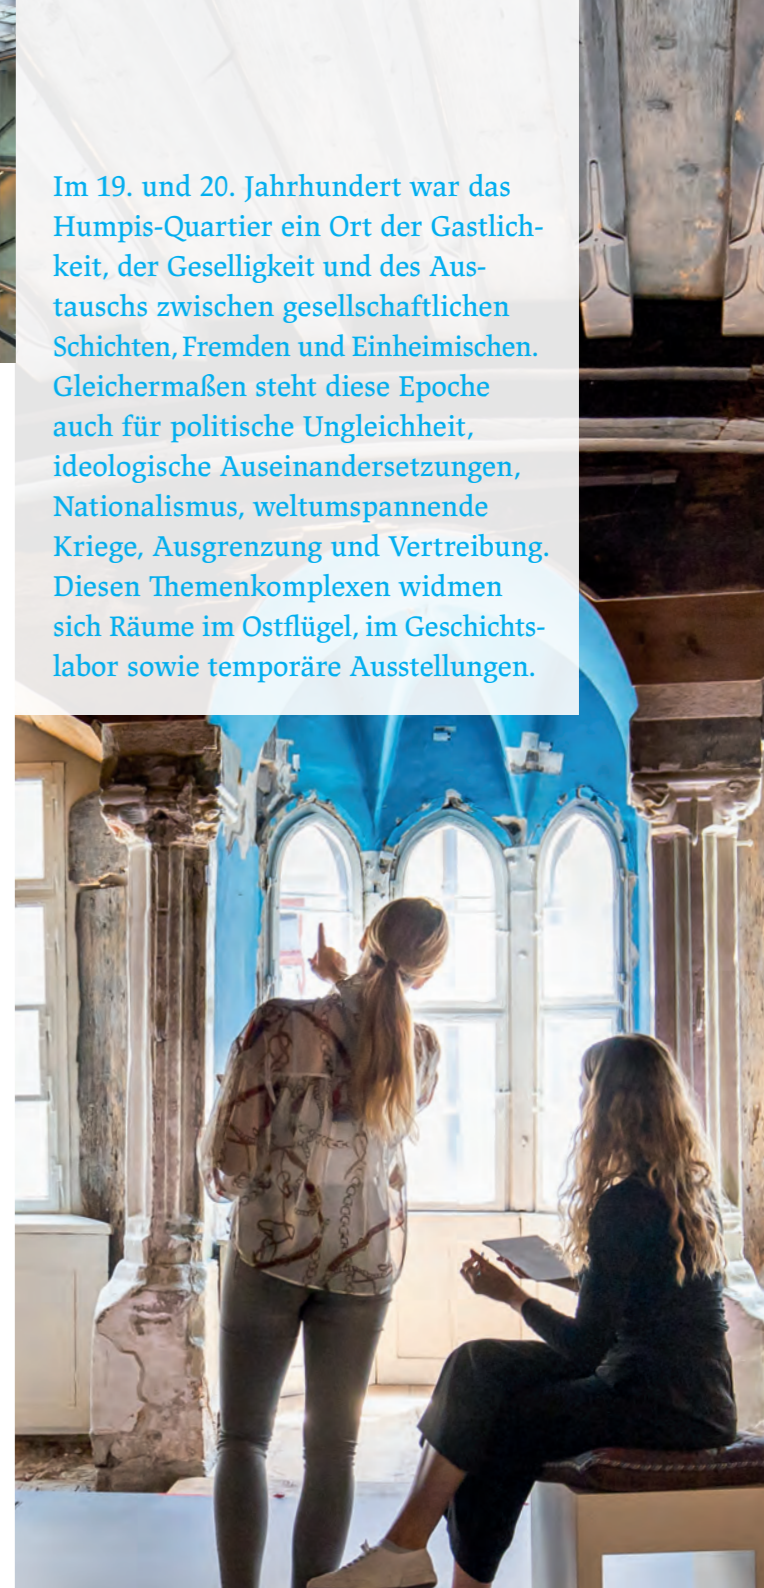 Im 19. und 20. Jahrhundert war das
Humpis-Quartier ein Ort der Gastlich-
keit, der Geselligkeit und des Aus-
tauschs zwischen gesellschaftlichen
Schichten, Fremden und Einheimischen.
Gleichermaßen steht diese Epoche
auch für politische Ungleichheit,
ideologische Auseinandersetzungen,
Nationalismus, weltumspannende
Kriege, Ausgrenzung und Vertreibung.
Diesen Themenkomplexen widmen
sich Räume im Ostflügel, im Geschichts-
labor sowie temporäre Ausstellungen.